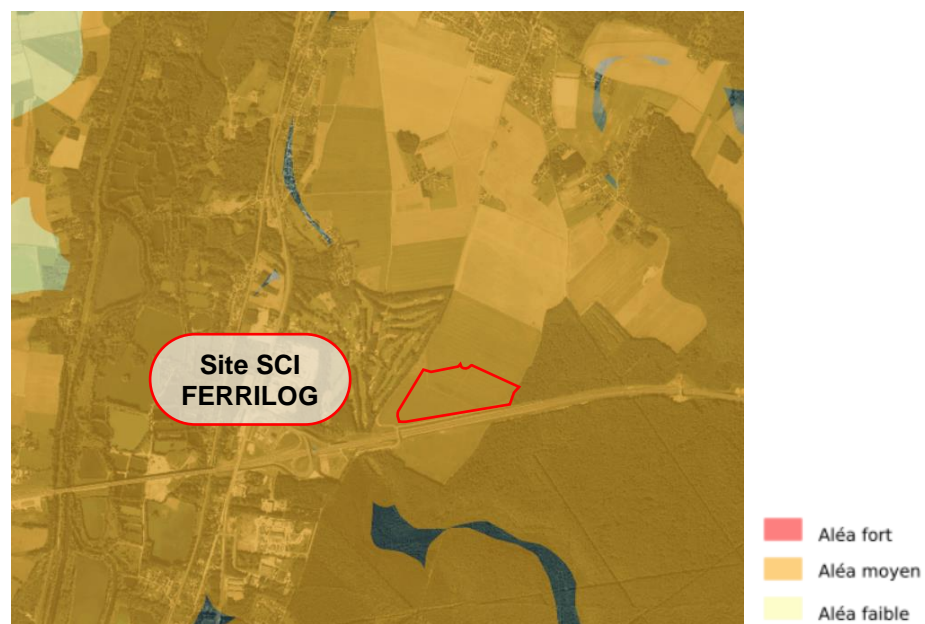 Site SCI
FERRILOG
Aléa fort
Aléa moyen
Aléa faible